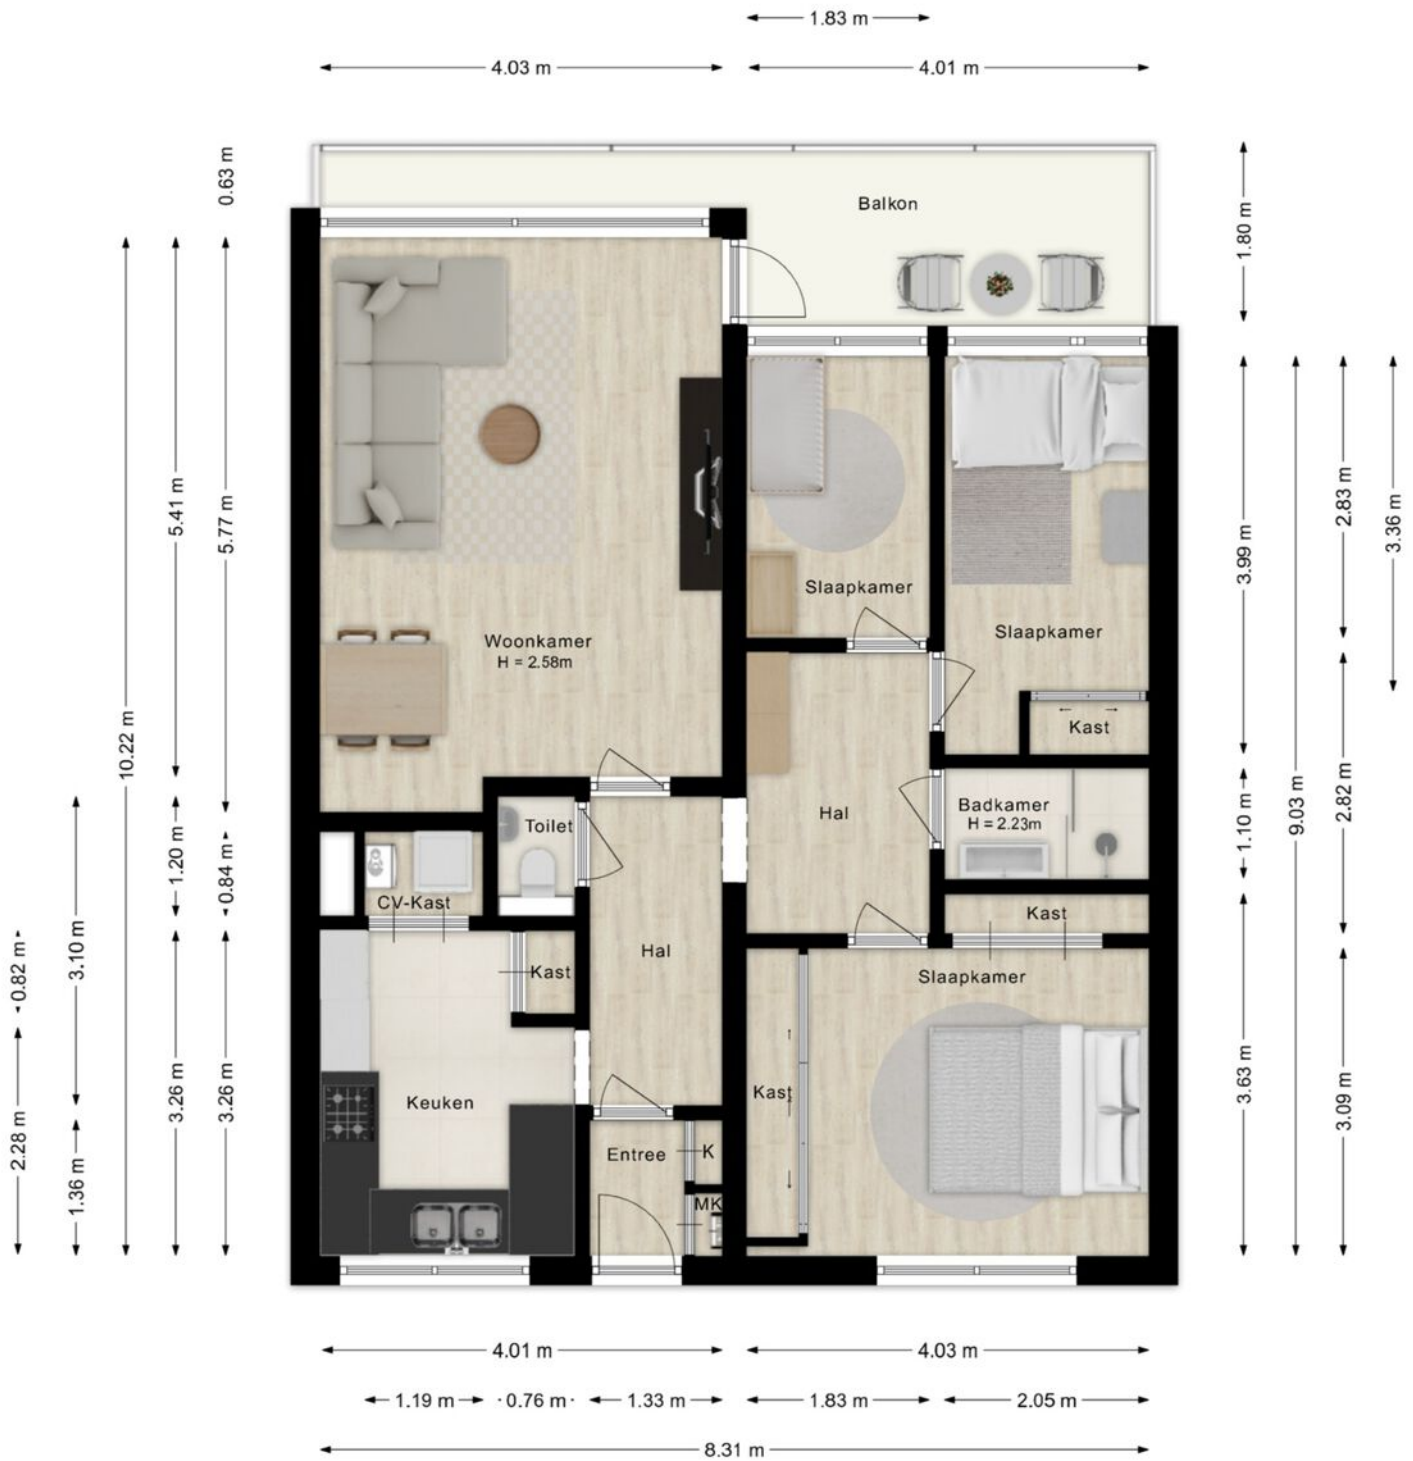 1.83 m
4.03 m
4.01 m
0.63 m
Balkon
1.80 m
10.22 m
5.41 m
5.77 m
3.99 m
9.03 m
2.83 m
3.36 m
Slaapkamer
Slaapkamer
Woonkamer
H = 2.58m
Kast
Hal
Badkamer
H = 2.23m
Toilet
1.10 m
2.82 m
1.20 m
0.84 m
CV-Kast
Kast
3.10 m
0.82 m
Kast
Hal
Slaapkamer
Kast
Keuken
2.28 m
3.26 m
3.26 m
3.63 m
3.09 m
1.36 m
Entree
K
MK
4.01 m
4.03 m
1.19 m
0.76 m
1.33 m
1.83 m
2.05 m
8.31 m